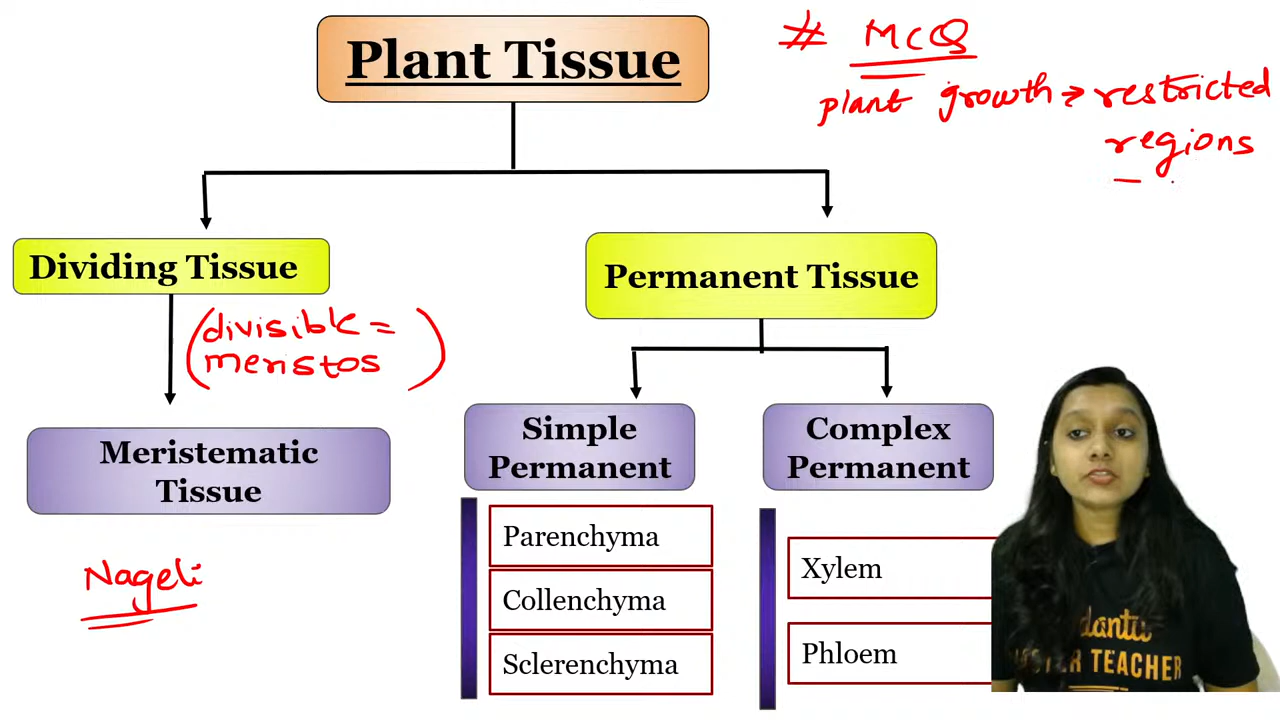 Plant Tissue
# MCQ
plant growth → restricted
regions
Dividing Tissue
Permanent Tissue
(divisible =
meristos)
Meristematic
Tissue
Simple
Permanent
Complex
Permanent
Nageli
Parenchyma
Collenchyma
Sclerenchyma
Xylem
Phloem
TEACHER